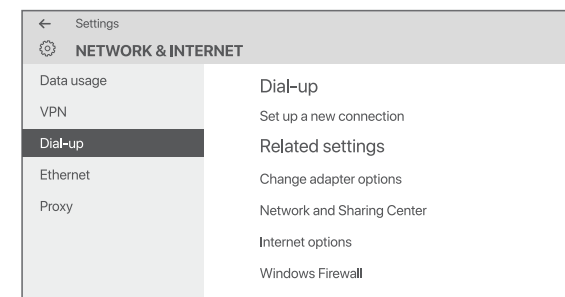 Settings
NETWORK & INTERNET
Data usage
VPN
Dial-up
Ethernet
Proxy
Dial-up
Set up a new connection
Related settings
Change adapter options
Network and Sharing Center
Internet options
Windows Firewall